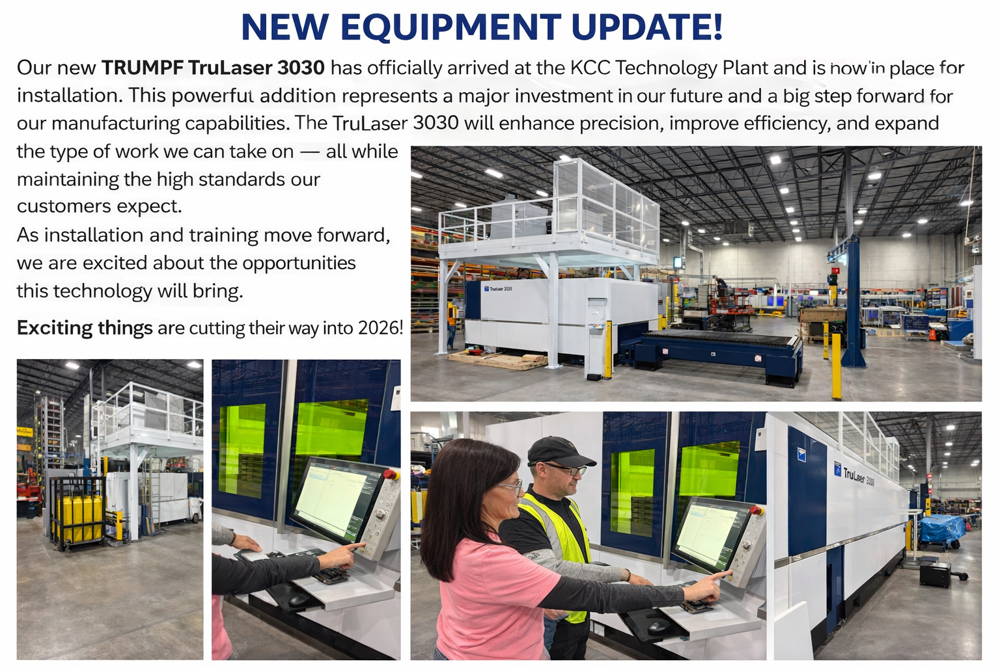 NEW EQUIPMENT UPDATE!
Our new TRUMPF TruLaser 3030 has officially arrived at the KCC Technology Plant and is now'in place for
installation. This powerful addition represents a major investment in our future and a big step forward for
our manufacturing capabilities. The TruLaser 3030 will enhance precision, improve efficiency, and expand
the type of work we can take on — all while
maintaining the high standards our
customers expect.
As installation and training move forward,
we are excited about the opportunities
this technology will bring.
Exciting things are cutting their way into 2026!
TruLaser